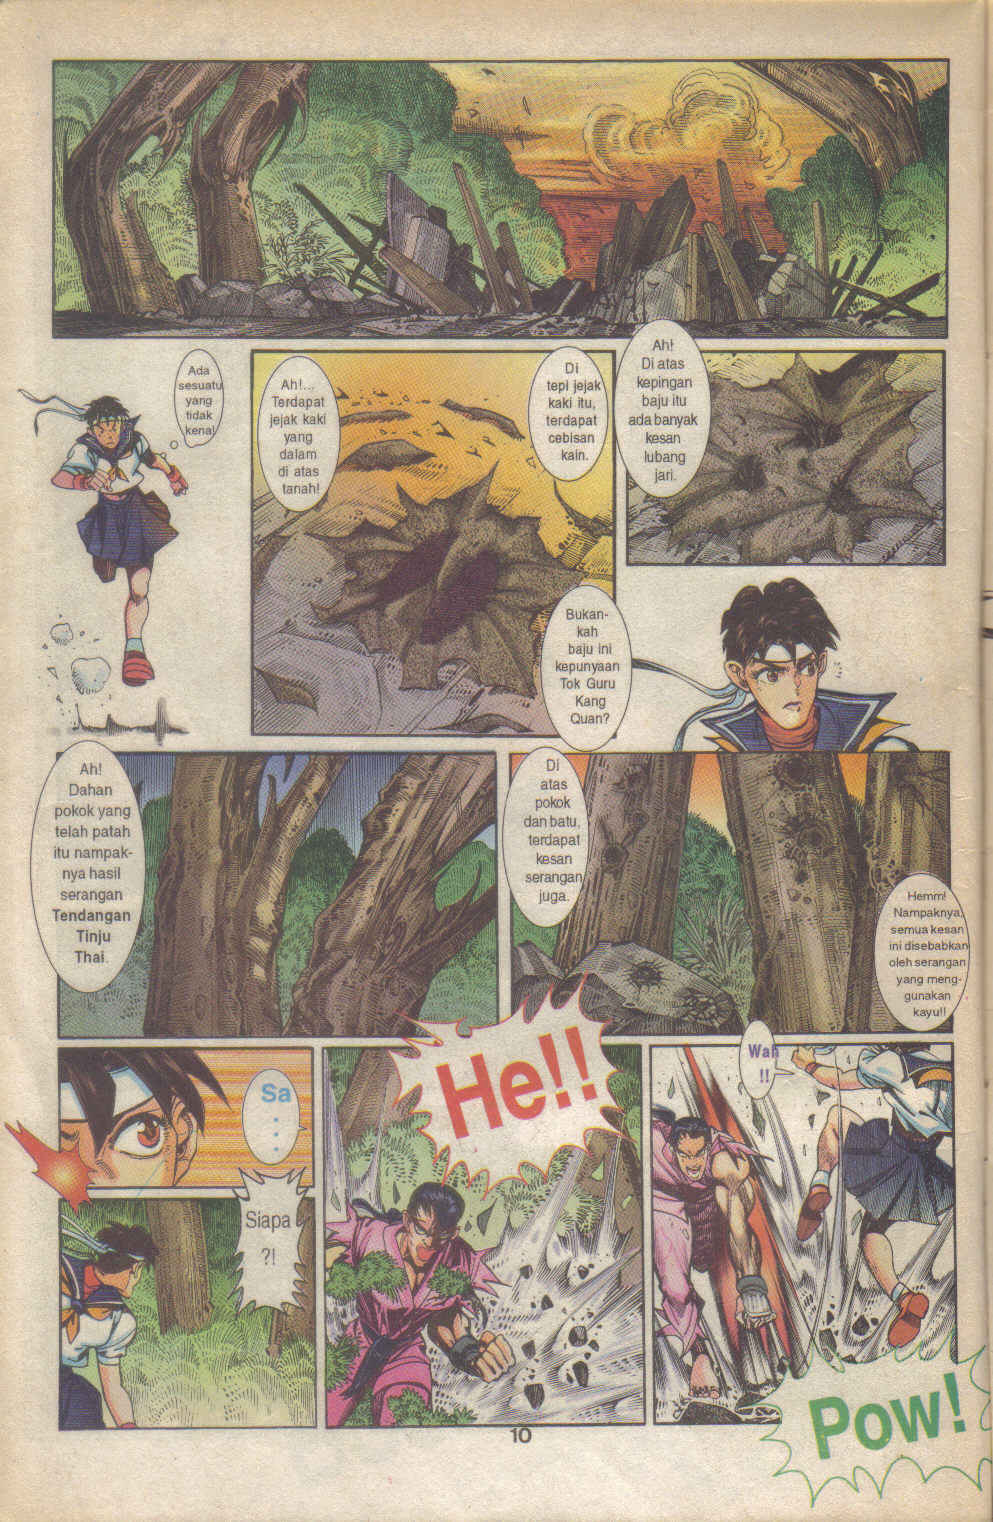 Ada
sesuatu
yang
tidak
kena!
Ah!...
Terdapat
jejak kaki
yang
dalam
di atas
tanah!
Di
tepi jejak
kaki itu,
terdapat
cebisan
kain.
Ah!
Di atas
kepingan
baju itu
ada banyak
kesan
lubang
jari.
Bukan-
kah
baju ini
kepunyaan
Tok Guru
Kang
Quan?
Ah!
Dahan
pokok yang
telah patah
itu nampak-
nya hasil
serangan
Tendangan
Tinju
Thai.
Di
atas
pokok
dan batu,
terdapat
kesan
serangan
juga.
Hemm!
Nampaknya,
semua kesan
ini disebabkan
oleh serangan
yang meng-
gunakan
kayu!!
Sa
...
Siapa
?!
He!!
Wah
!!
Pow!
10